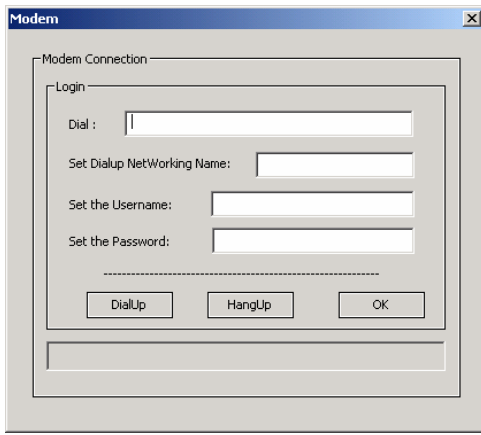 Modem
Modem Connection
Login
Dial :
Set Dialup NetWorking Name:
Set the Username:
Set the Password:
------------------------------------------------------------
DialUp HangUp OK